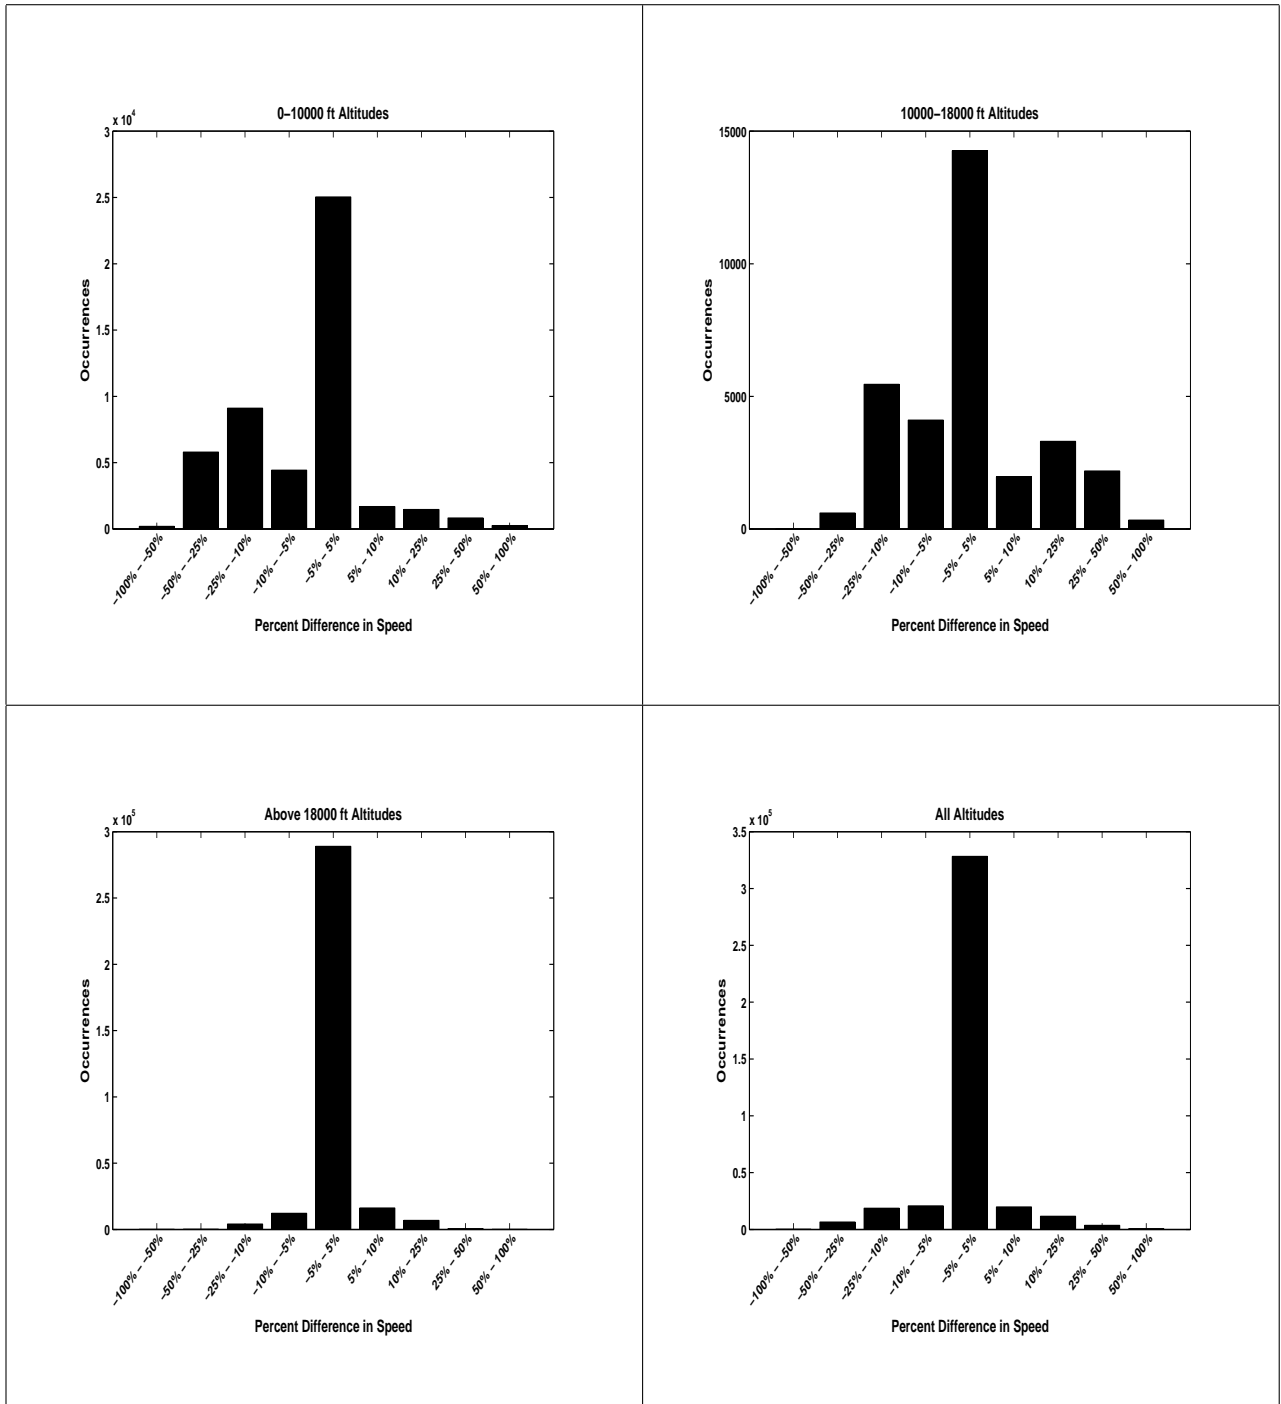 0–10000 ft Altitudes
x 10^4
3
2.5
2
1.5
1
0.5
0
Occurrences
–100% – –50%
–50% – –25%
–25% – –10%
–10% – –5%
–5% – 5%
5% – 10%
10% – 25%
25% – 50%
50% – 100%
Percent Difference in Speed
10000–18000 ft Altitudes
15000
10000
5000
0
Occurrences
–100% – –50%
–50% – –25%
–25% – –10%
–10% – –5%
–5% – 5%
5% – 10%
10% – 25%
25% – 50%
50% – 100%
Percent Difference in Speed
Above 18000 ft Altitudes
x 10^5
3
2.5
2
1.5
1
0.5
0
Occurrences
–100% – –50%
–50% – –25%
–25% – –10%
–10% – –5%
–5% – 5%
5% – 10%
10% – 25%
25% – 50%
50% – 100%
Percent Difference in Speed
All Altitudes
x 10^5
3.5
3
2.5
2
1.5
1
0.5
0
Occurrences
–100% – –50%
–50% – –25%
–25% – –10%
–10% – –5%
–5% – 5%
5% – 10%
10% – 25%
25% – 50%
50% – 100%
Percent Difference in Speed